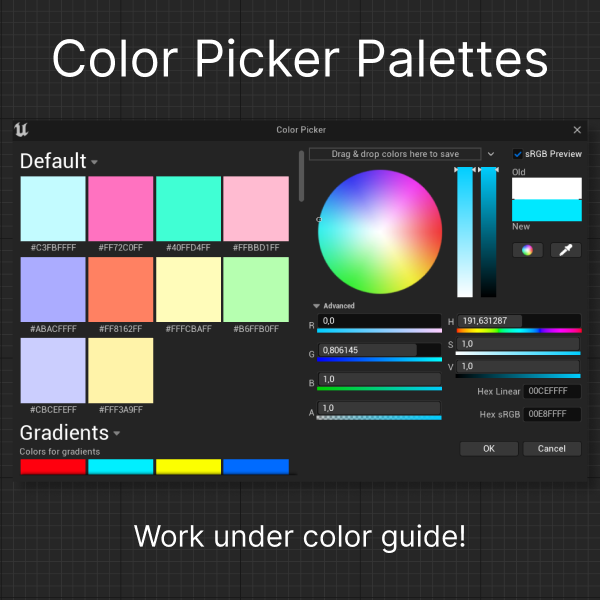 Color Picker Palettes
Color Picker
Default
#C3FBFFFF #FF72C0FF #40FFD4FF #FFBBD1FF
#ABACFFFF #FF8162FF #FFFCBAFF #B6FFB0FF
#CBCEFEFF #FFF3A9FF
Gradients
Colors for gradients
Drag & drop colors here to save
sRGB Preview
Old
New
Advanced
R 0,0
G 0,806145
B 1,0
A 1,0
H 191,631287
S 1,0
V 1,0
Hex Linear 00CEFFFF
Hex sRGB 00E8FFFF
OK Cancel
Work under color guide!